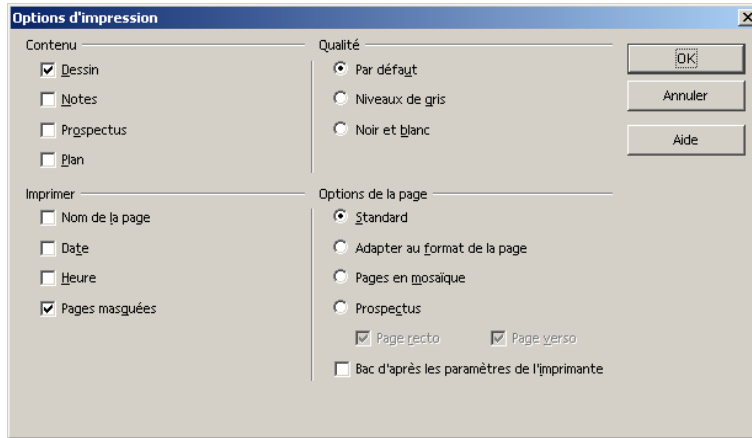 Options d'impression
Contenu
Dessin
Notes
Prospectus
Plan
Qualité
Par défaut
Niveaux de gris
Noir et blanc
OK
Annuler
Aide
Imprimer
Nom de la page
Date
Heure
Pages masquées
Options de la page
Standard
Adapter au format de la page
Pages en mosaïque
Prospectus
Page recto Page verso
Bac d'après les paramètres de l'imprimante